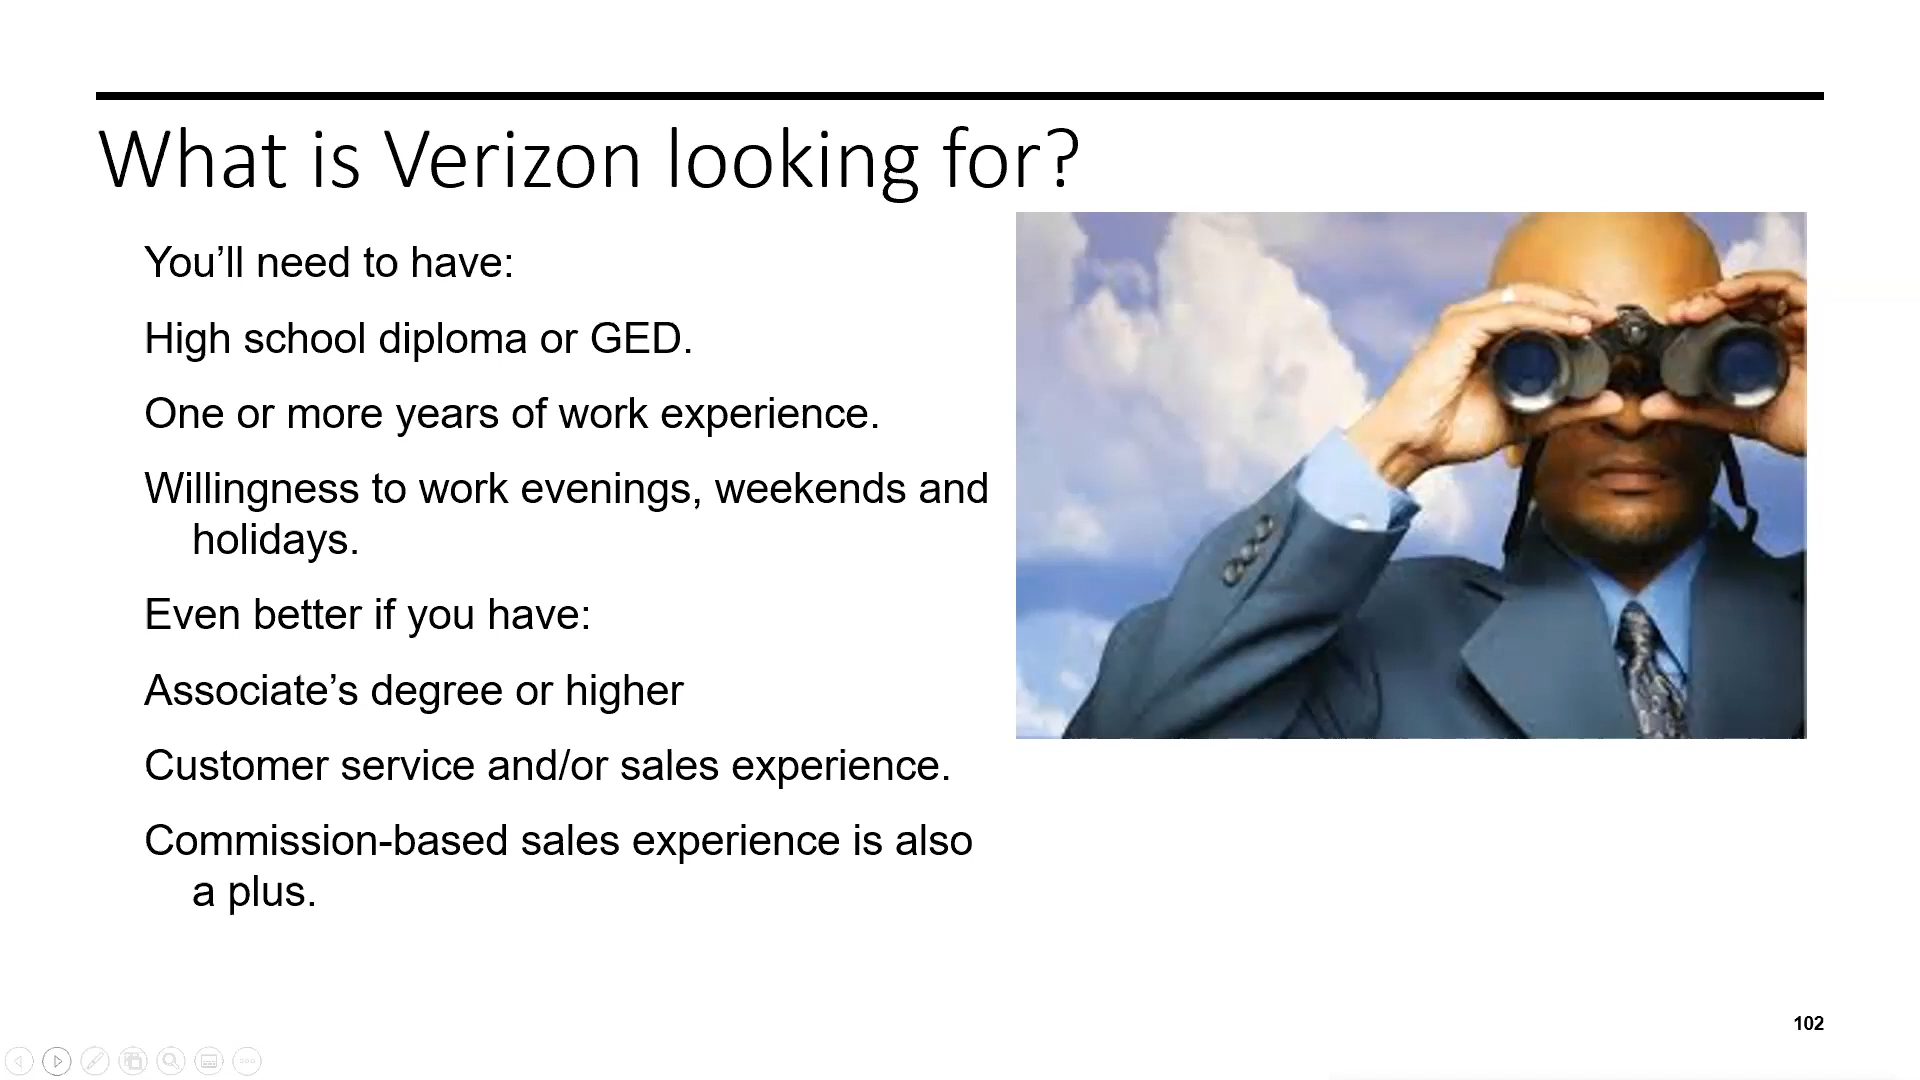 What is Verizon looking for?
You’ll need to have:
High school diploma or GED.
One or more years of work experience.
Willingness to work evenings, weekends and
holidays.
Even better if you have:
Associate’s degree or higher
Customer service and/or sales experience.
Commission-based sales experience is also
a plus.
102